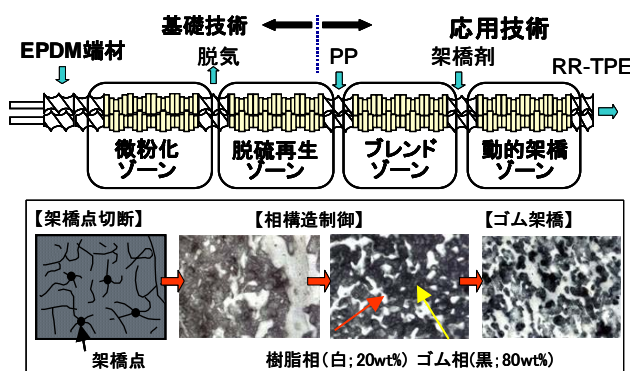 基礎技術
応用技術
EPDM端材
脱気
PP
架橋剤
RR-TPE
微粉化
ゾーン
脱硫再生
ゾーン
ブレンド
ゾーン
動的架橋
ゾーン
【架橋点切断】
【相構造制御】
【ゴム架橋】
架橋点
樹脂相(白;20wt%) ゴム相(黒;80wt%)